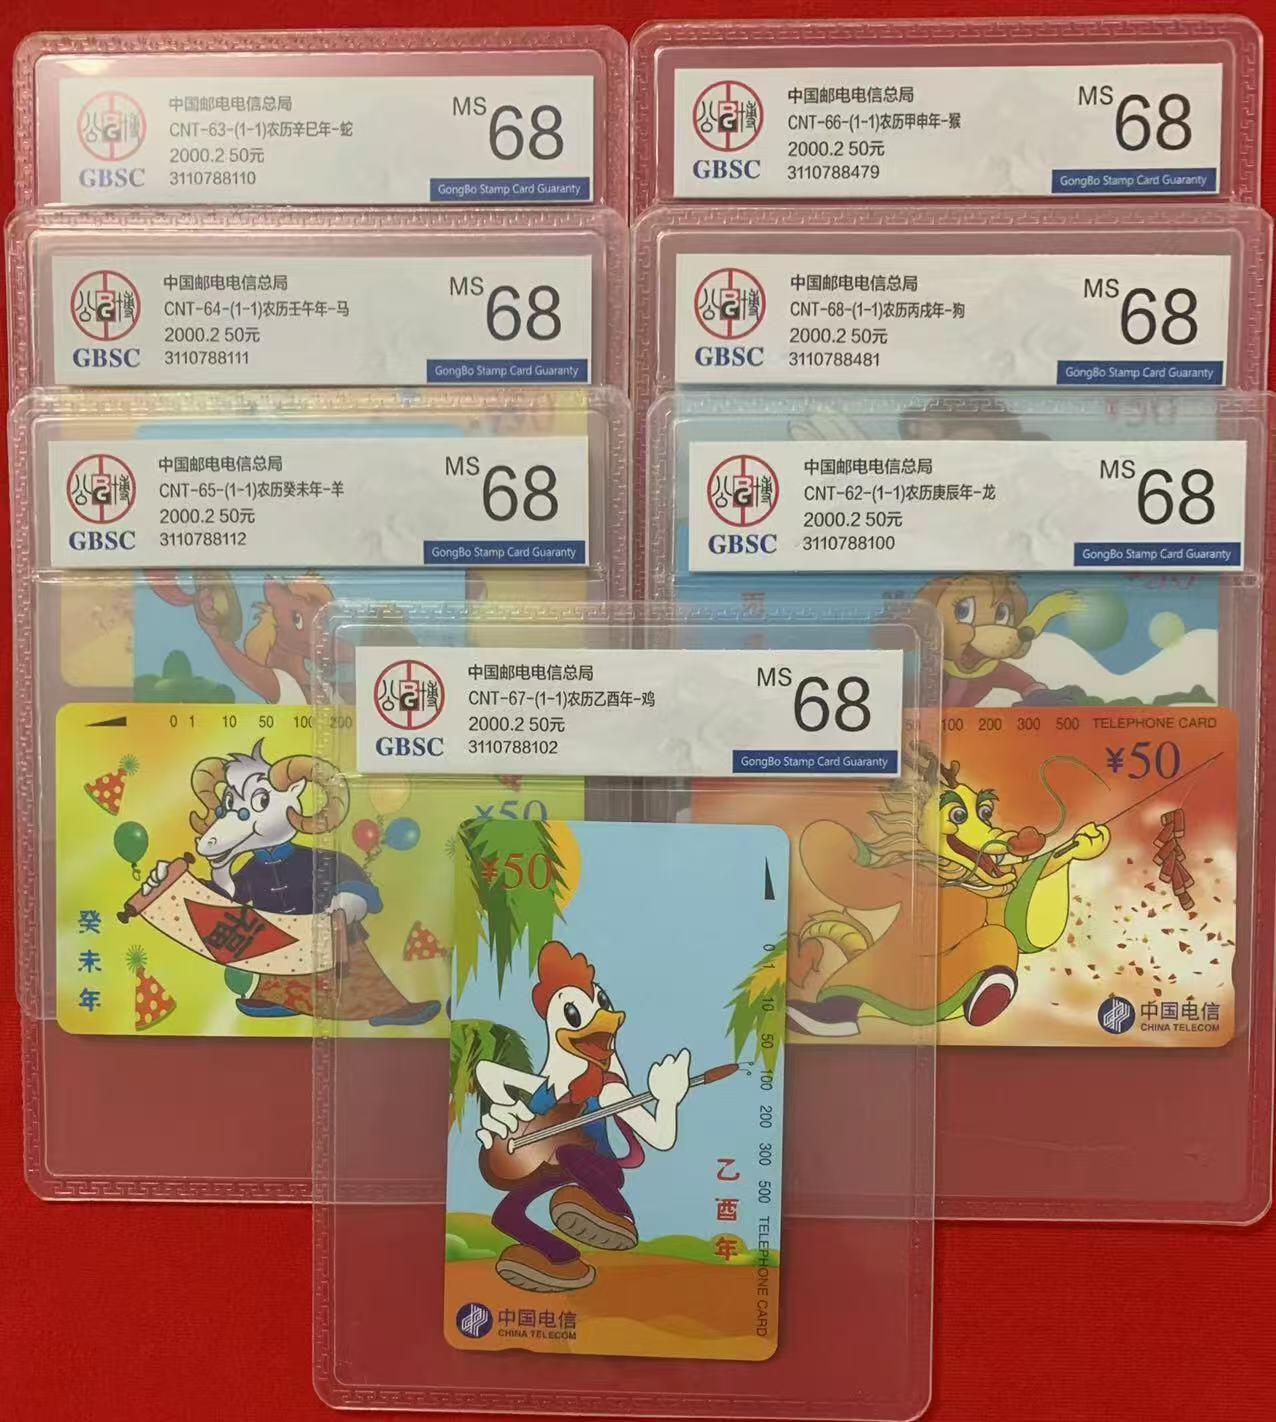 中国邮电电信总局
CNT-63-(1-1)农历辛巳年-蛇
2000.2 50元
3110788110
MS 68
GBSC
GongBo Stamp Card Guaranty
中国邮电电信总局
CNT-66-(1-1)农历甲申年-猴
2000.2 50元
3110788479
MS 68
GBSC
GongBo Stamp Card Guaranty
中国邮电电信总局
CNT-64-(1-1)农历壬午年-马
2000.2 50元
3110788111
MS 68
GBSC
GongBo Stamp Card Guaranty
中国邮电电信总局
CNT-68-(1-1)农历丙戌年-狗
2000.2 50元
3110788481
MS 68
GBSC
GongBo Stamp Card Guaranty
中国邮电电信总局
CNT-65-(1-1)农历癸未年-羊
2000.2 50元
3110788112
MS 68
GBSC
GongBo Stamp Card Guaranty
中国邮电电信总局
CNT-62-(1-1)农历庚辰年-龙
2000.2 50元
3110788100
MS 68
GBSC
GongBo Stamp Card Guaranty
中国邮电电信总局
CNT-67-(1-1)农历乙酉年-鸡
2000.2 50元
3110788102
MS 68
GBSC
GongBo Stamp Card Guaranty
0 1 10 50 100 200
¥50
福
癸未年
50 100 200 300 500 TELEPHONE CARD
¥50
中国电信
CHINA TELECOM
¥50
0 1 10 50 100 200 300 500 TELEPHONE CARD
乙酉年
中国电信
CHINA TELECOM